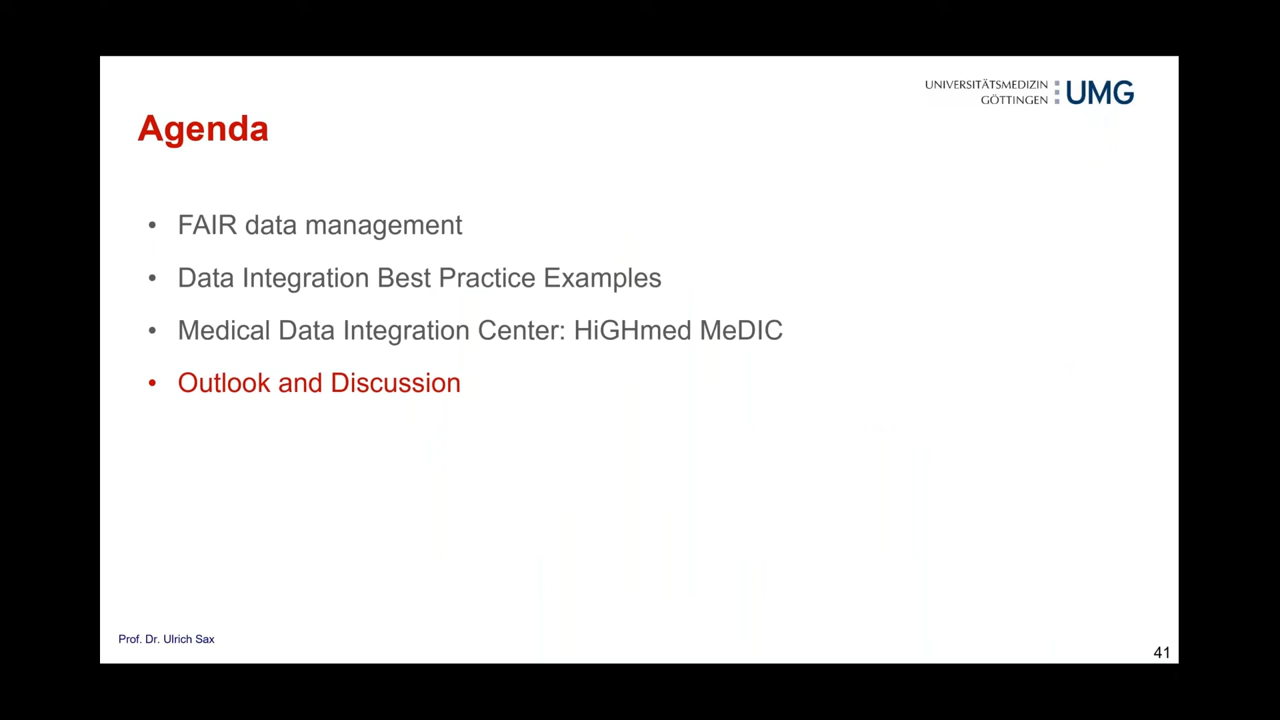 UNIVERSITÄTSMEDIZIN
GÖTTINGEN
UMG
Agenda
• FAIR data management
• Data Integration Best Practice Examples
• Medical Data Integration Center: HiGHmed MeDIC
• Outlook and Discussion
Prof. Dr. Ulrich Sax
41